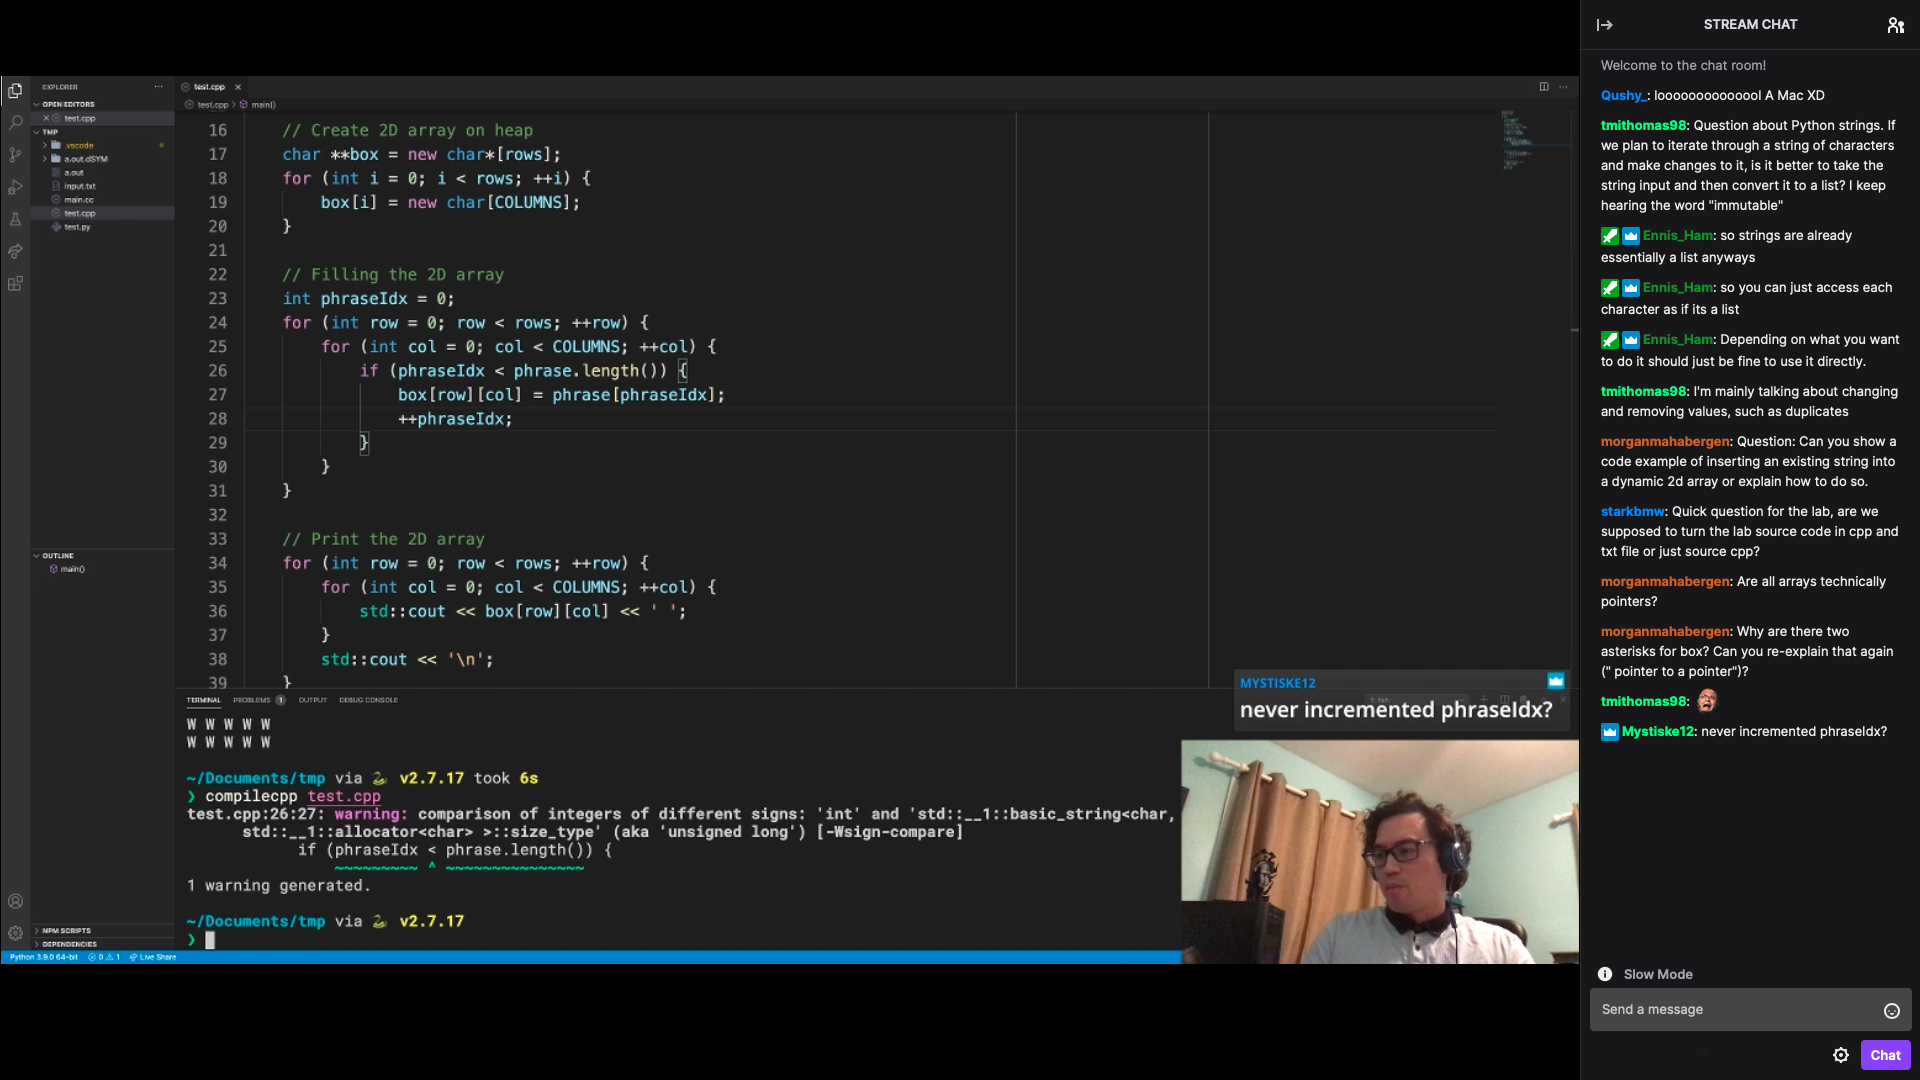 EXPLORER
OPEN EDITORS
test.cpp
TMP
.vscode
a.out.dSYM
a.out
input.txt
main.cc
test.cpp
test.py
OUTLINE
main()
NPM SCRIPTS
DEPENDENCIES
test.cpp
test.cpp > main()
16 // Create 2D array on heap
17 char **box = new char*[rows];
18 for (int i = 0; i < rows; ++i) {
19 box[i] = new char[COLUMNS];
20 }
21
22 // Filling the 2D array
23 int phraseIdx = 0;
24 for (int row = 0; row < rows; ++row) {
25 for (int col = 0; col < COLUMNS; ++col) {
26 if (phraseIdx < phrase.length()) {
27 box[row][col] = phrase[phraseIdx];
28 ++phraseIdx;
29 }
30 }
31 }
32
33 // Print the 2D array
34 for (int row = 0; row < rows; ++row) {
35 for (int col = 0; col < COLUMNS; ++col) {
36 std::cout << box[row][col] << ' ';
37 }
38 std::cout << '\n';
39 }
TERMINAL PROBLEMS 1 OUTPUT DEBUG CONSOLE
W W W W W
W W W W W
~/Documents/tmp via v2.7.17 took 6s
❯ compilecpp test.cpp
test.cpp:26:27: warning: comparison of integers of different signs: 'int' and 'std::__1::basic_string<char,
std::__1::allocator<char> >::size_type' (aka 'unsigned long') [-Wsign-compare]
if (phraseIdx < phrase.length()) {
~~~~~~~~~ ^ ~~~~~~~~~~~~~~~
1 warning generated.
~/Documents/tmp via v2.7.17
❯
Python 3.9.0 64-bit 0 1 Live Share
MYSTISKE12
never incremented phraseIdx?
STREAM CHAT
Welcome to the chat room!
Qushy_: loooooooooooool A Mac XD
tmithomas98: Question about Python strings. If
we plan to iterate through a string of characters
and make changes to it, is it better to take the
string input and then convert it to a list? I keep
hearing the word "immutable"
Ennis_Ham: so strings are already
essentially a list anyways
Ennis_Ham: so you can just access each
character as if its a list
Ennis_Ham: Depending on what you want
to do it should just be fine to use it directly.
tmithomas98: I'm mainly talking about changing
and removing values, such as duplicates
morganmahabergen: Question: Can you show a
code example of inserting an existing string into
a dynamic 2d array or explain how to do so.
starkbmw: Quick question for the lab, are we
supposed to turn the lab source code in cpp and
txt file or just source cpp?
morganmahabergen: Are all arrays technically
pointers?
morganmahabergen: Why are there two
asterisks for box? Can you re-explain that again
(" pointer to a pointer")?
tmithomas98:
Mystiske12: never incremented phraseIdx?
Slow Mode
Send a message
Chat